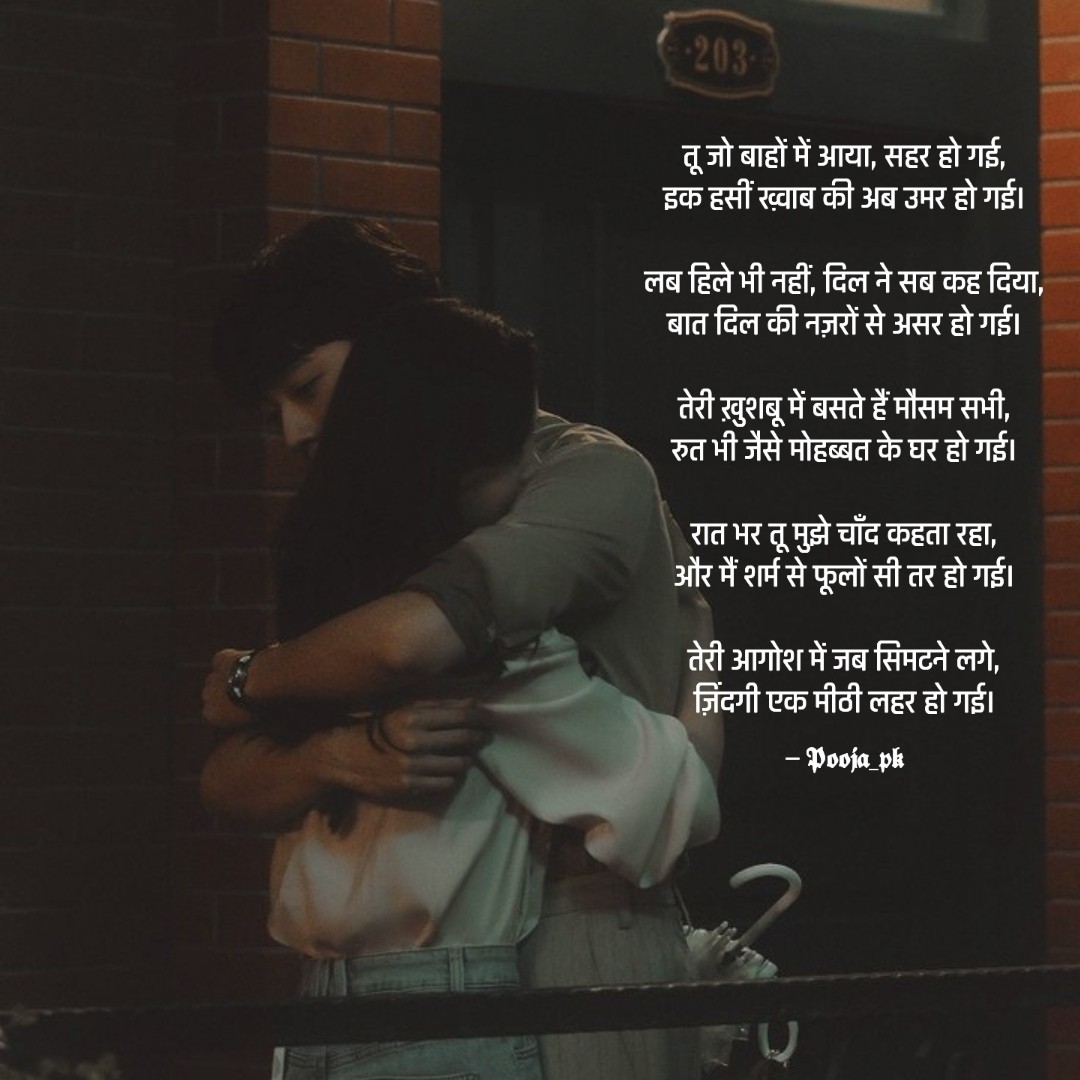 ·203·
तू जो बाहों में आया, सहर हो गई,
इक हसीं ख़्वाब की अब उमर हो गई।
लब हिले भी नहीं, दिल ने सब कह दिया,
बात दिल की नज़रों से असर हो गई।
तेरी ख़ुशबू में बसते हैं मौसम सभी,
रुत भी जैसे मोहब्बत के घर हो गई।
रात भर तू मुझे चाँद कहता रहा,
और मैं शर्म से फूलों सी तर हो गई।
तेरी आगोश में जब सिमटने लगे,
ज़िंदगी एक मीठी लहर हो गई।
– Pooja_pk